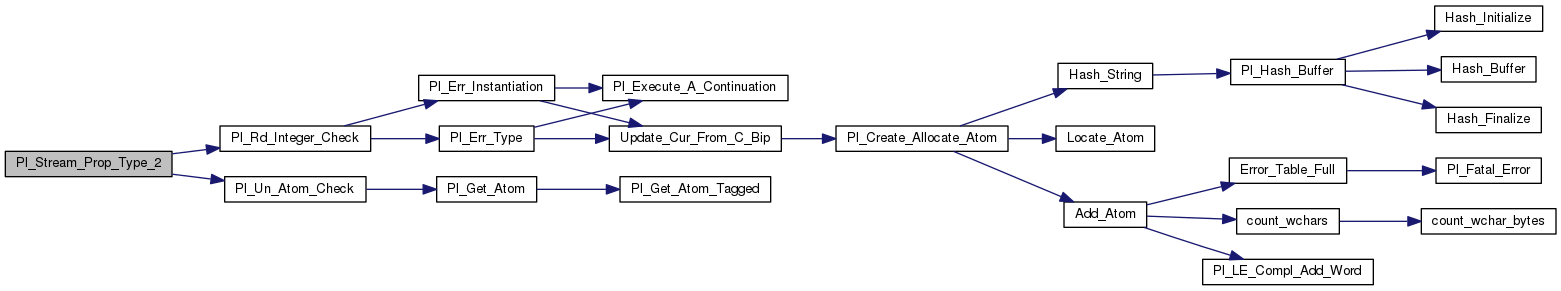 Pl_Stream_Prop_Type_2
Pl_Rd_Integer_Check
Pl_Un_Atom_Check
Pl_Err_Instantiation
Pl_Err_Type
Pl_Get_Atom
Pl_Execute_A_Continuation
Update_Cur_From_C_Bip
Pl_Get_Atom_Tagged
Pl_Create_Allocate_Atom
Hash_String
Locate_Atom
Add_Atom
Pl_Hash_Buffer
Error_Table_Full
count_wchars
Pl_LE_Compl_Add_Word
Hash_Initialize
Hash_Buffer
Hash_Finalize
Pl_Fatal_Error
count_wchar_bytes